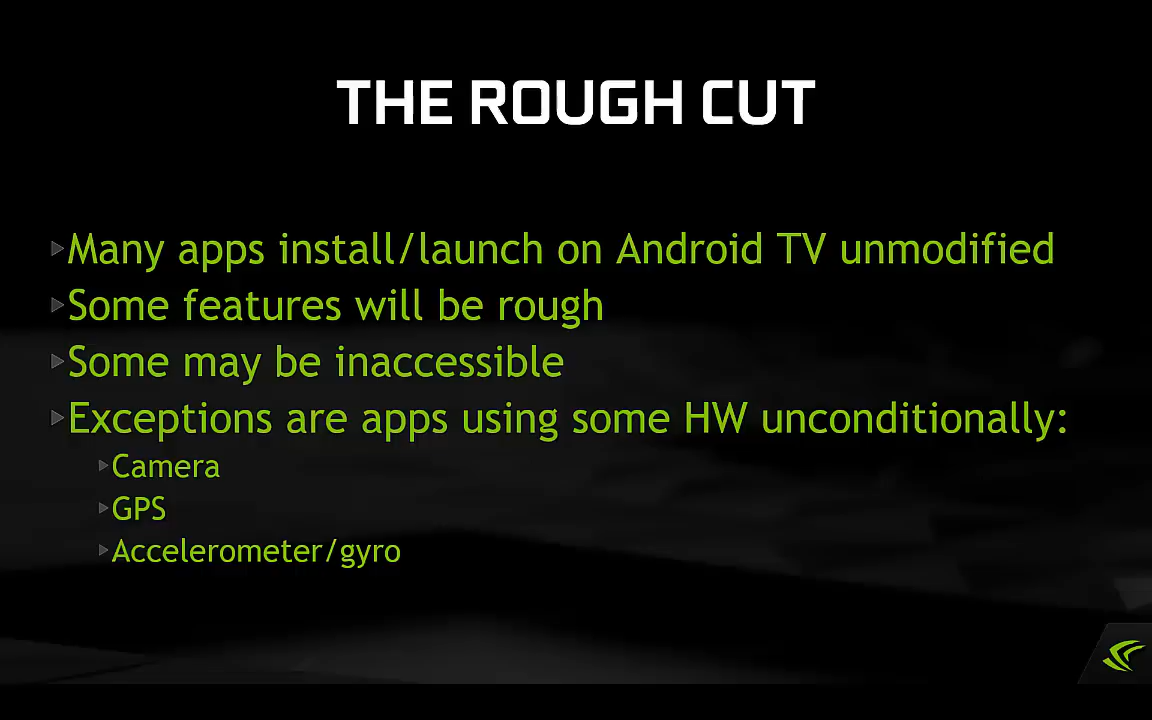 THE ROUGH CUT
Many apps install/launch on Android TV unmodified
Some features will be rough
Some may be inaccessible
Exceptions are apps using some HW unconditionally:
Camera
GPS
Accelerometer/gyro